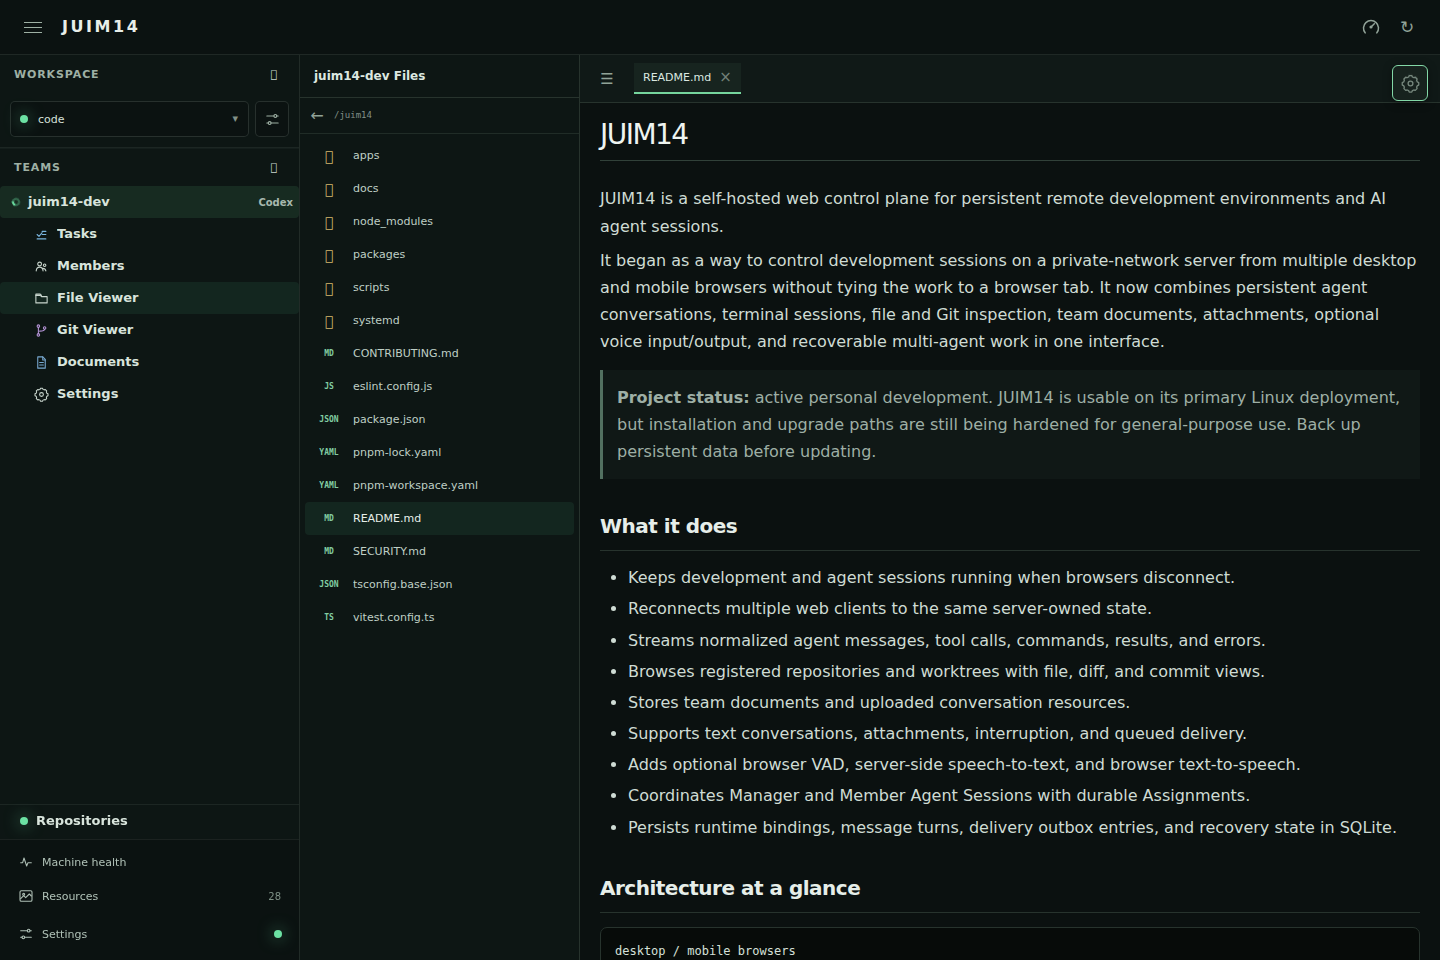 JUIM14
WORKSPACE
code
TEAMS
juim14-dev Codex
Tasks
Members
File Viewer
Git Viewer
Documents
Settings
Repositories
Machine health
Resources 28
Settings
juim14-dev Files
/juim14
apps
docs
node_modules
packages
scripts
systemd
MD CONTRIBUTING.md
JS eslint.config.js
JSON package.json
YAML pnpm-lock.yaml
YAML pnpm-workspace.yaml
MD README.md
MD SECURITY.md
JSON tsconfig.base.json
TS vitest.config.ts
README.md
JUIM14
JUIM14 is a self-hosted web control plane for persistent remote development environments and AI
agent sessions.
It began as a way to control development sessions on a private-network server from multiple desktop
and mobile browsers without tying the work to a browser tab. It now combines persistent agent
conversations, terminal sessions, file and Git inspection, team documents, attachments, optional
voice input/output, and recoverable multi-agent work in one interface.
Project status: active personal development. JUIM14 is usable on its primary Linux deployment,
but installation and upgrade paths are still being hardened for general-purpose use. Back up
persistent data before updating.
What it does
• Keeps development and agent sessions running when browsers disconnect.
• Reconnects multiple web clients to the same server-owned state.
• Streams normalized agent messages, tool calls, commands, results, and errors.
• Browses registered repositories and worktrees with file, diff, and commit views.
• Stores team documents and uploaded conversation resources.
• Supports text conversations, attachments, interruption, and queued delivery.
• Adds optional browser VAD, server-side speech-to-text, and browser text-to-speech.
• Coordinates Manager and Member Agent Sessions with durable Assignments.
• Persists runtime bindings, message turns, delivery outbox entries, and recovery state in SQLite.
Architecture at a glance
desktop / mobile browsers